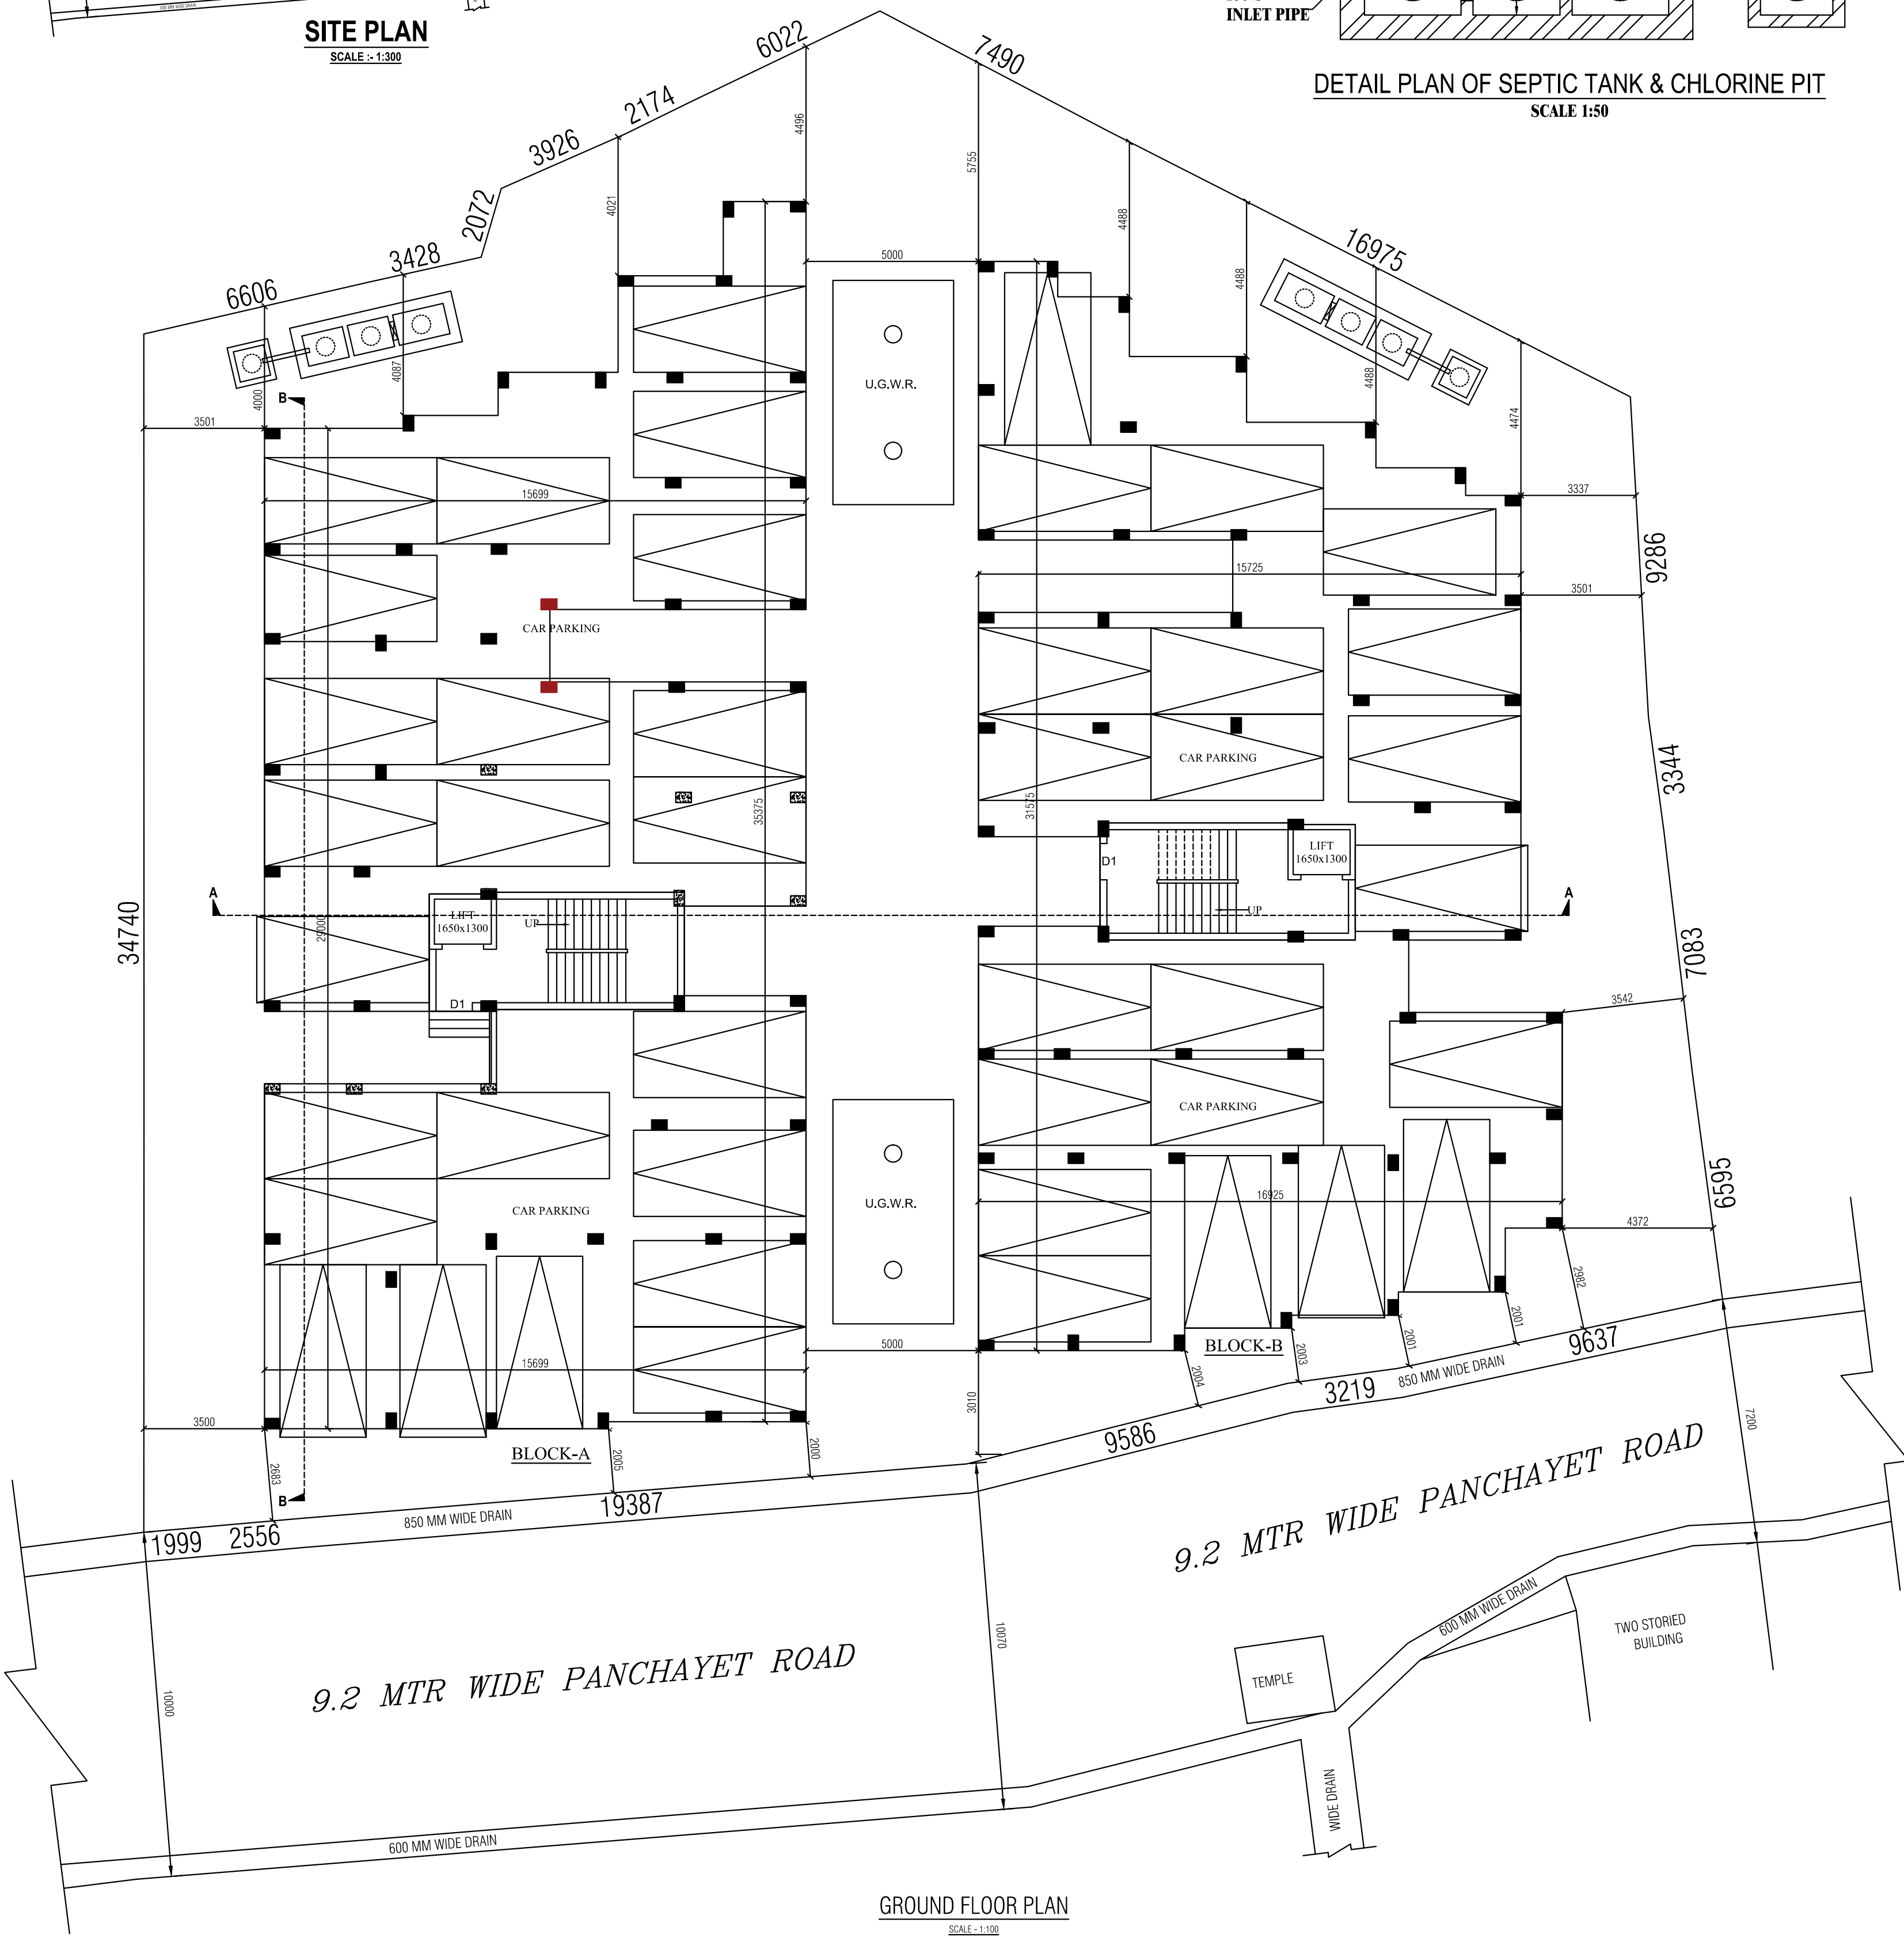 600 MM WIDE DRAIN
SITE PLAN
SCALE :- 1:300
INLET PIPE
DETAIL PLAN OF SEPTIC TANK & CHLORINE PIT
SCALE 1:50
6022
7490
2174
3926
4496
5755
2072
4021
4488
16975
3428
5000
4488
6606
4087
4000
U.G.W.R.
4488
4474
B
3501
15699
3337
9286
15725
3501
CAR PARKING
3344
CAR PARKING
35375
31575
LIFT
1650x1300
D1
A
A
LIFT
1650x1300
UP
UP
29000
34740
7083
D1
3542
CAR PARKING
6595
U.G.W.R.
16925
CAR PARKING
4372
2982
2001
BLOCK-B
5000
9637
2001
2003
850 MM WIDE DRAIN
15699
3219
2004
3010
3500
9586
7200
BLOCK-A
2000
2005
2683
B
19387
850 MM WIDE DRAIN
1999
2556
9.2 MTR WIDE PANCHAYET ROAD
600 MM WIDE DRAIN
TWO STORIED
BUILDING
10070
9.2 MTR WIDE PANCHAYET ROAD
TEMPLE
10000
WIDE DRAIN
600 MM WIDE DRAIN
GROUND FLOOR PLAN
SCALE - 1:100